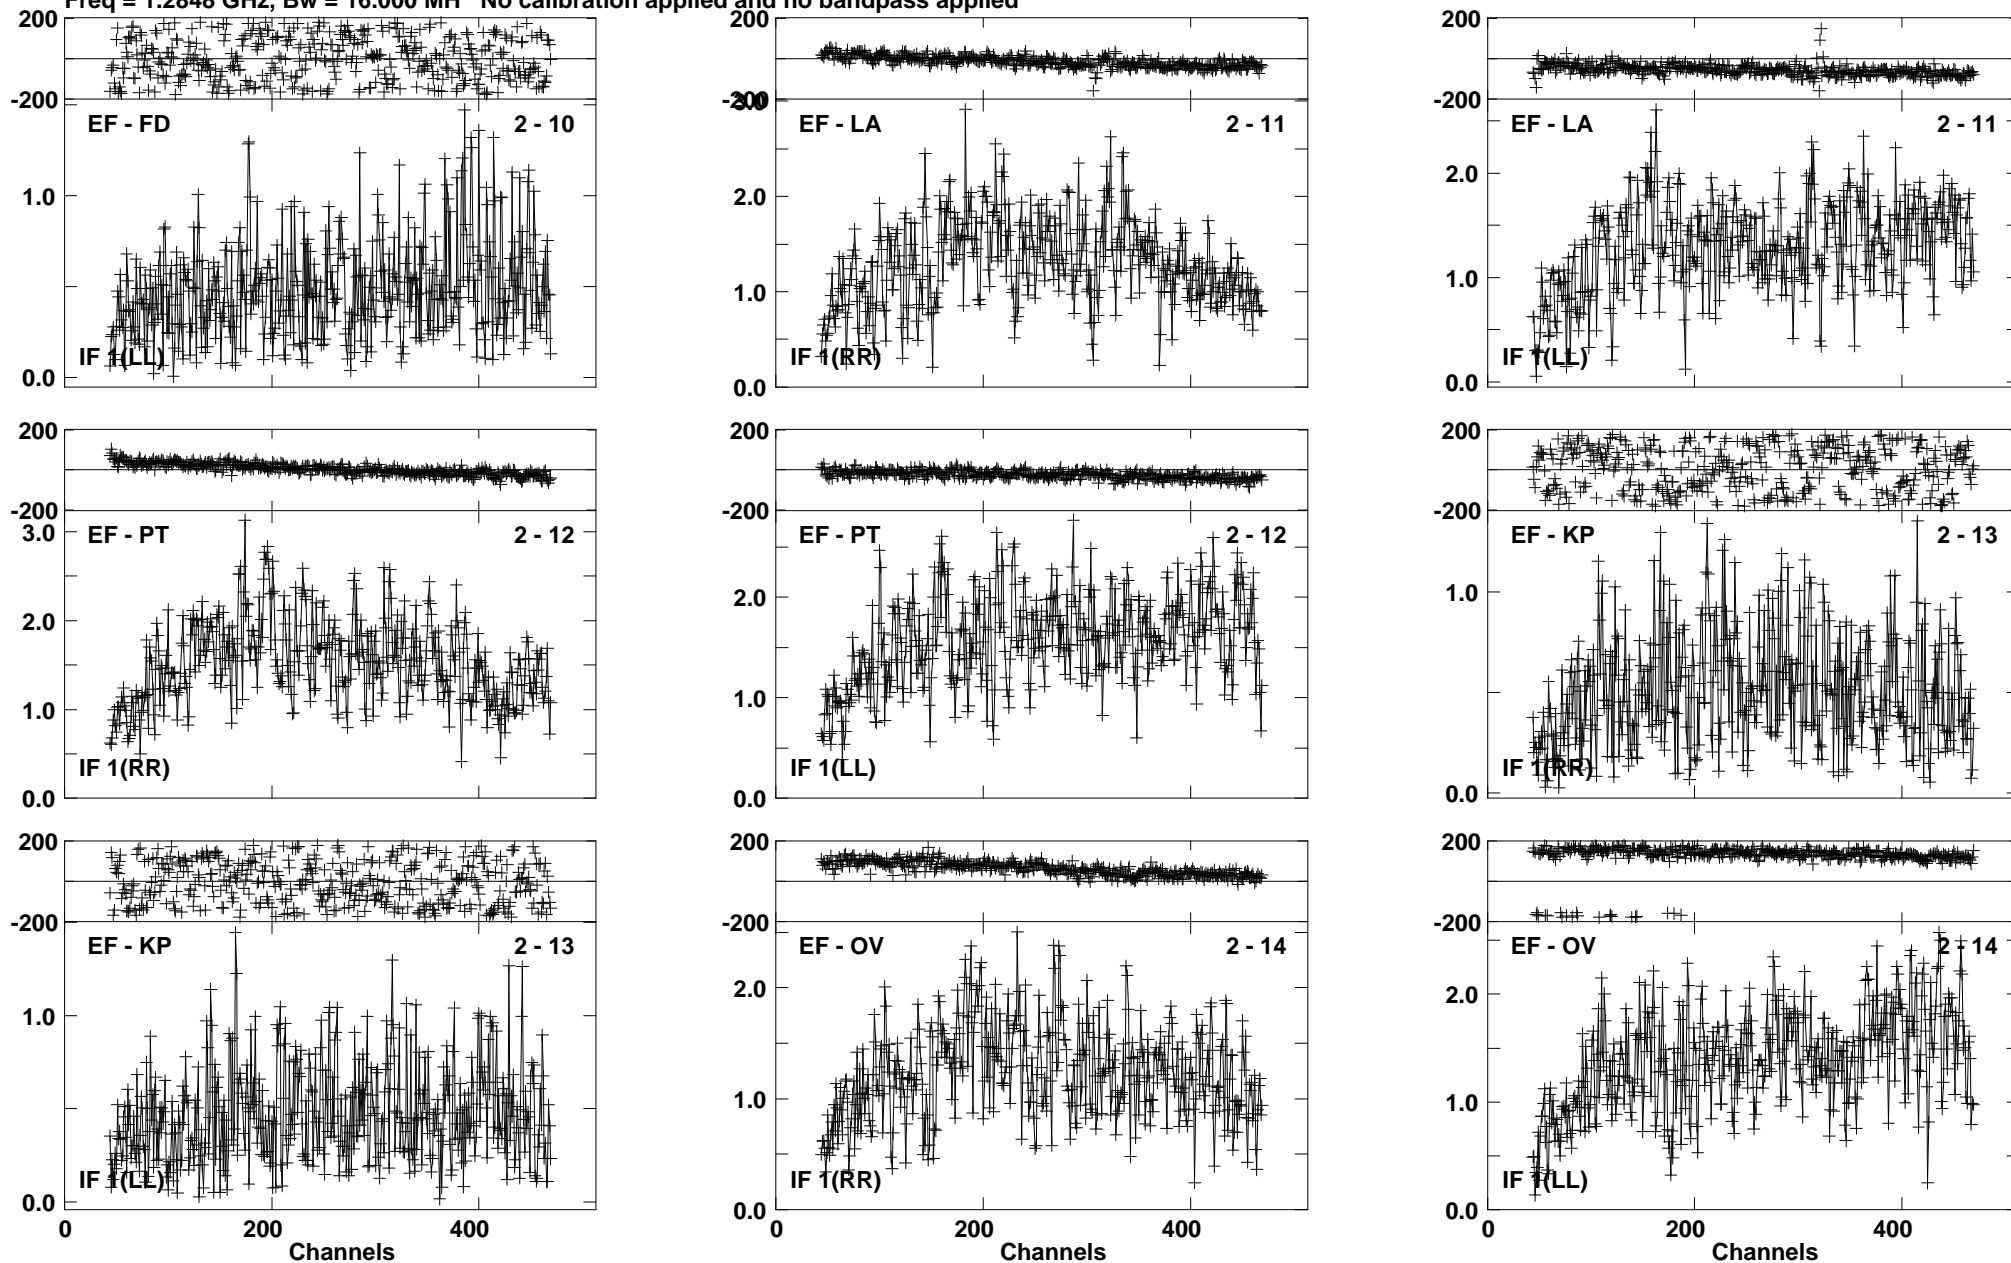 Freq = 1.2848 GHz, Bw = 16.000 MH No calibration applied and no bandpass applied
200 200 200
-200 -200 -200
EF - FD 2 - 10 3.0 EF - LA 2 - 11 EF - LA 2 - 11
2.0 2.0
1.0
1.0 1.0
IF 1(LL) IF 1(RR) IF 1(LL)
0.0 0.0 0.0
200 200 200
-200 -200 -200
EF - PT 2 - 12 EF - PT 2 - 12 EF - KP 2 - 13
3.0
2.0 2.0 1.0
1.0 1.0
IF 1(RR) IF 1(LL) IF 1(RR)
0.0 0.0 0.0
200 200 200
-200 -200 -200
EF - KP 2 - 13 EF - OV 2 - 14 EF - OV 2 - 14
1.0 2.0 2.0
1.0 1.0
IF 1(LL) IF 1(RR) IF 1(LL)
0.0 0.0 0.0
0 200 400 200 400 0 200 400
Channels Channels